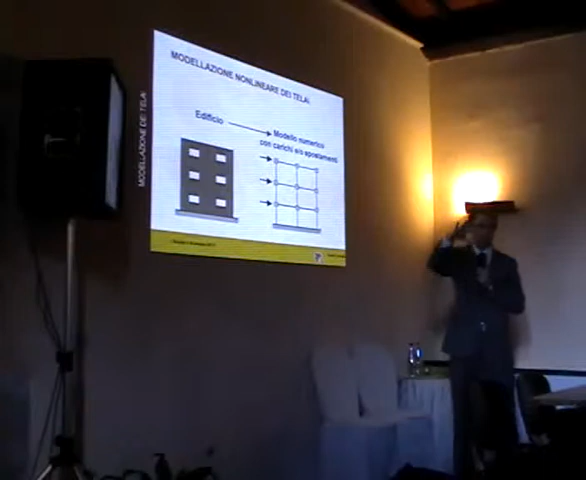 MODELLAZIONE NONLINEARE DEI TELAI
MODELLAZIONE DEI TELAI
Edificio
Modello numerico
con carichi e/o spostamenti